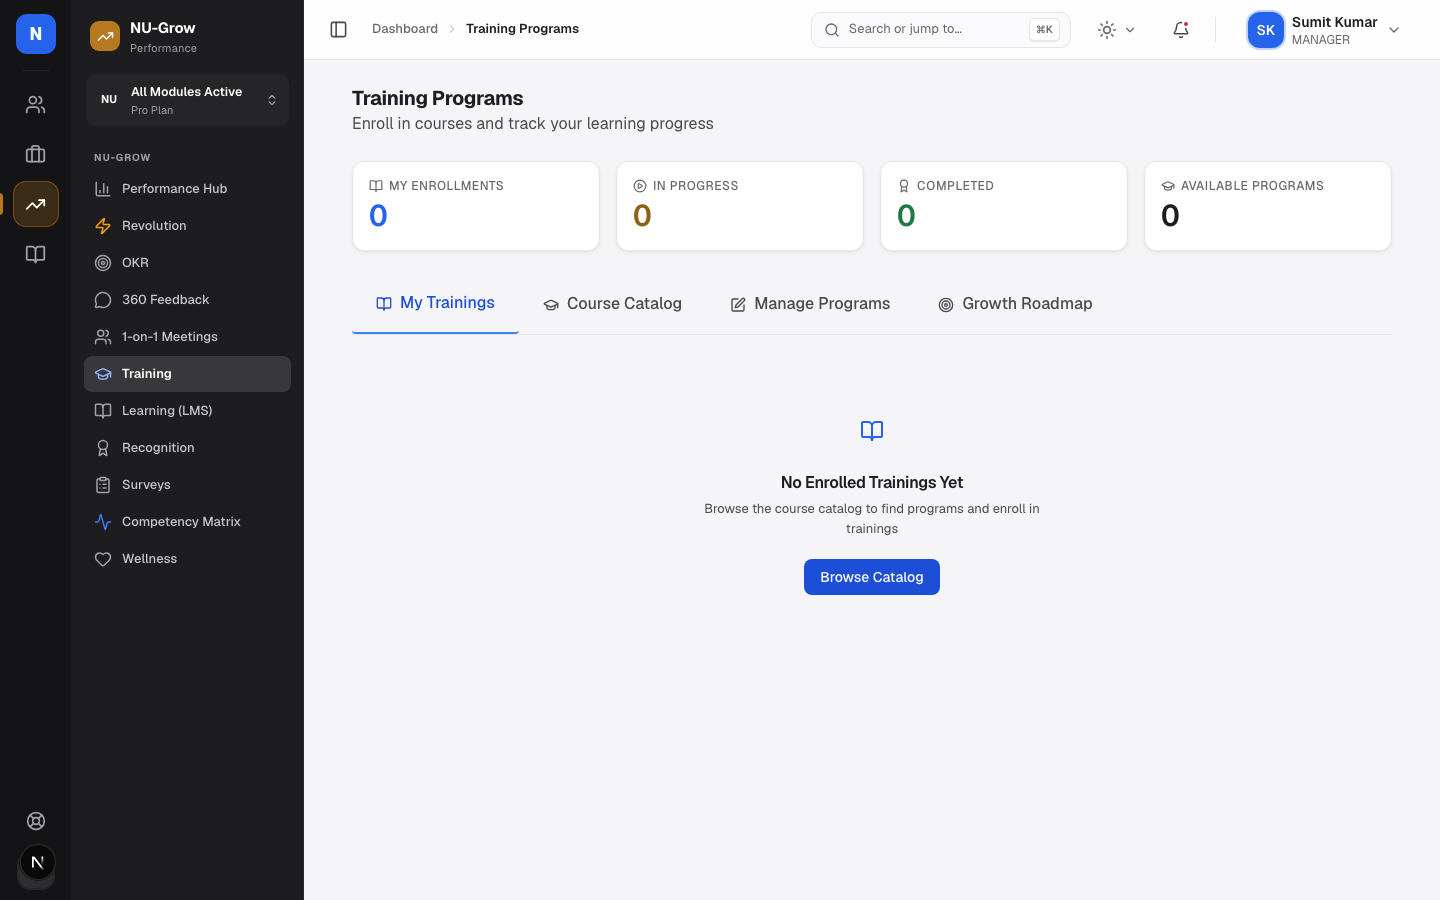 N
NU-Grow
Performance
NU
All Modules Active
Pro Plan
NU-GROW
Performance Hub
Revolution
OKR
360 Feedback
1-on-1 Meetings
Training
Learning (LMS)
Recognition
Surveys
Competency Matrix
Wellness
N
Dashboard
Training Programs
Search or jump to...
⌘K
SK
Sumit Kumar
MANAGER
Training Programs
Enroll in courses and track your learning progress
MY ENROLLMENTS
0
IN PROGRESS
0
COMPLETED
0
AVAILABLE PROGRAMS
0
My Trainings
Course Catalog
Manage Programs
Growth Roadmap
No Enrolled Trainings Yet
Browse the course catalog to find programs and enroll in
trainings
Browse Catalog